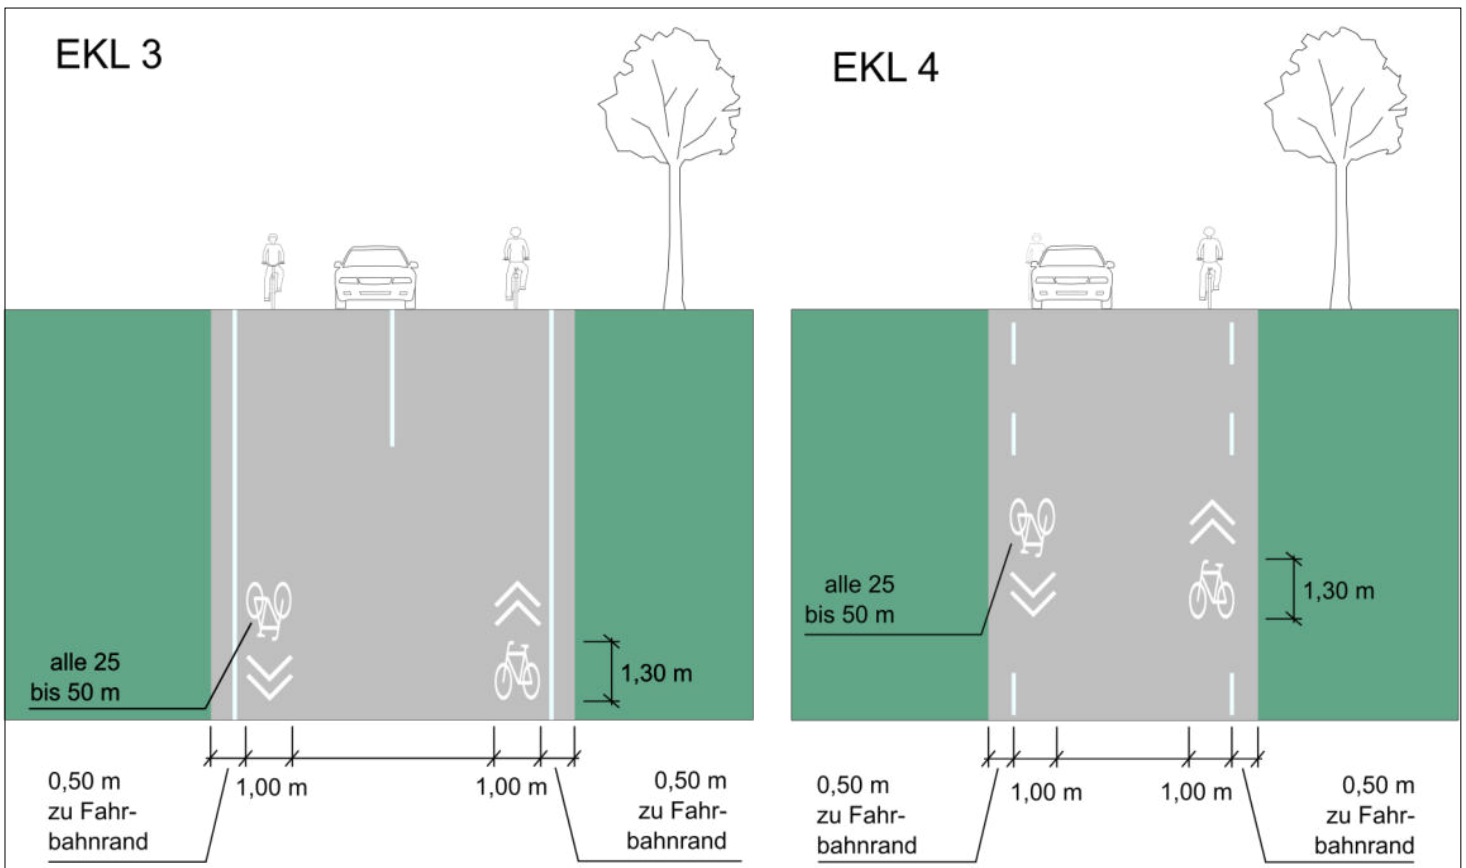 EKL 3
alle 25
bis 50 m
1,30 m
0,50 m
zu Fahr-
bahnrand
1,00 m
1,00 m
0,50 m
zu Fahr-
bahnrand
EKL 4
alle 25
bis 50 m
1,30 m
0,50 m
zu Fahr-
bahnrand
1,00 m
1,00 m
0,50 m
zu Fahr-
bahnrand